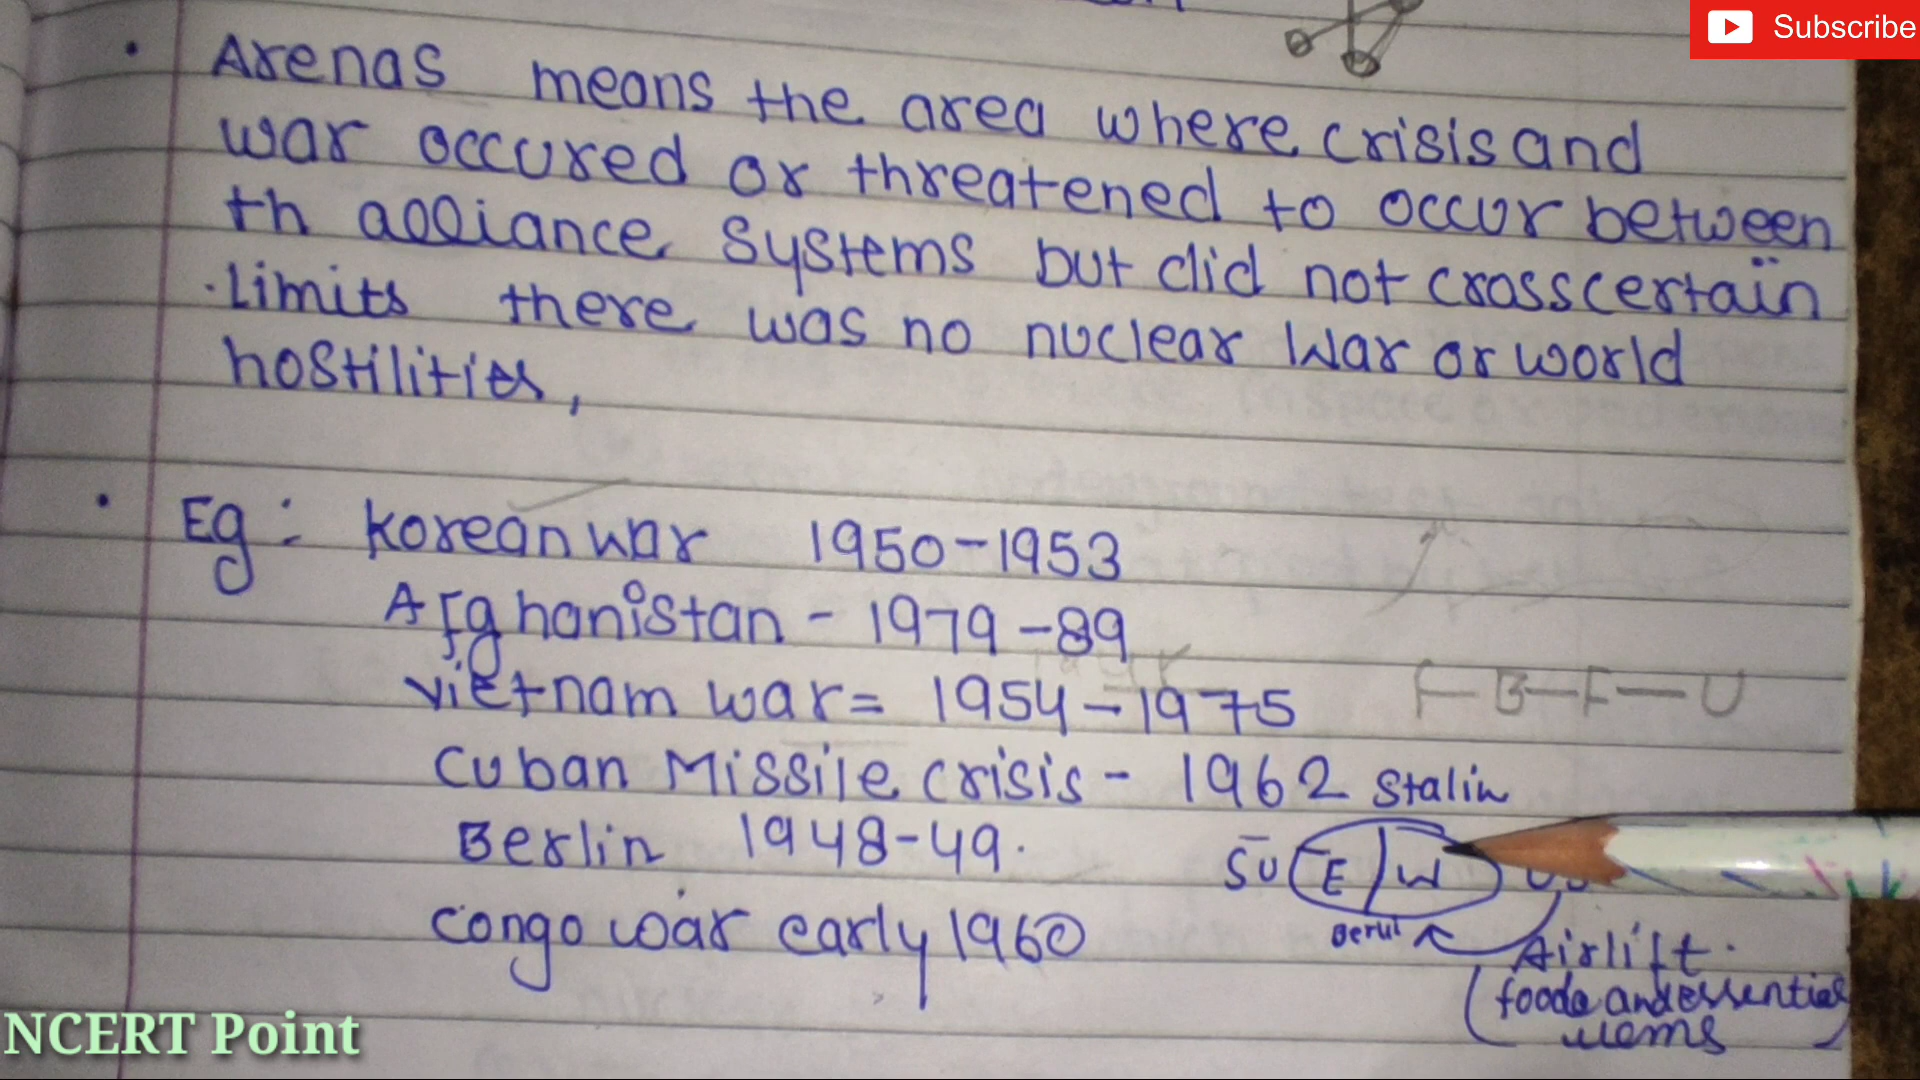 Subscribe
• Arenas means the area where crisis and
war occured or threatened to occur between
th alliance systems but did not cross certain
.limits there was no nuclear War or world
hostilities,
• Eg: Korean war 1950-1953
Afghanistan - 1979-89
Vietnam war = 1954-1975
F-B-F-U
Cuban Missile crisis - 1962 Stalin
Berlin 1948-49.
SU E W
Congo war early 1960
Airlift.
(foode and essential
items)
NCERT Point